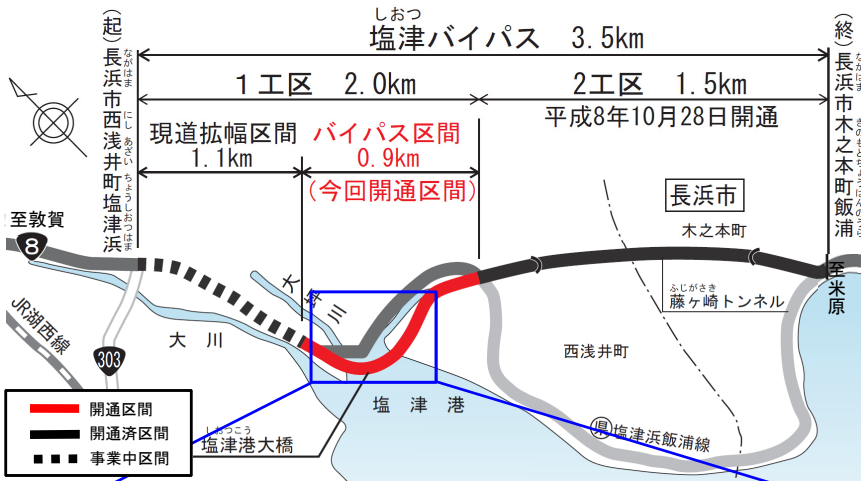 しおつ
塩津バイパス 3.5km
1工区 2.0km
2工区 1.5km
平成8年10月28日開通
現道拡幅区間
1.1km
バイパス区間
0.9km
(今回開通区間)
(起)長浜市西浅井町塩津浜
ながはま にし あざい ちょうしおつはま
(終)長浜市木之本町飯浦
ながはま きのもとちょうはんのうら
長浜市
木之本町
至敦賀
8
至米原
ふじがさき
藤ヶ崎トンネル
JR湖西線
303
大川
大坪川
西浅井町
塩津港
県塩津浜飯浦線
しおつこう
塩津港大橋
開通区間
開通済区間
事業中区間